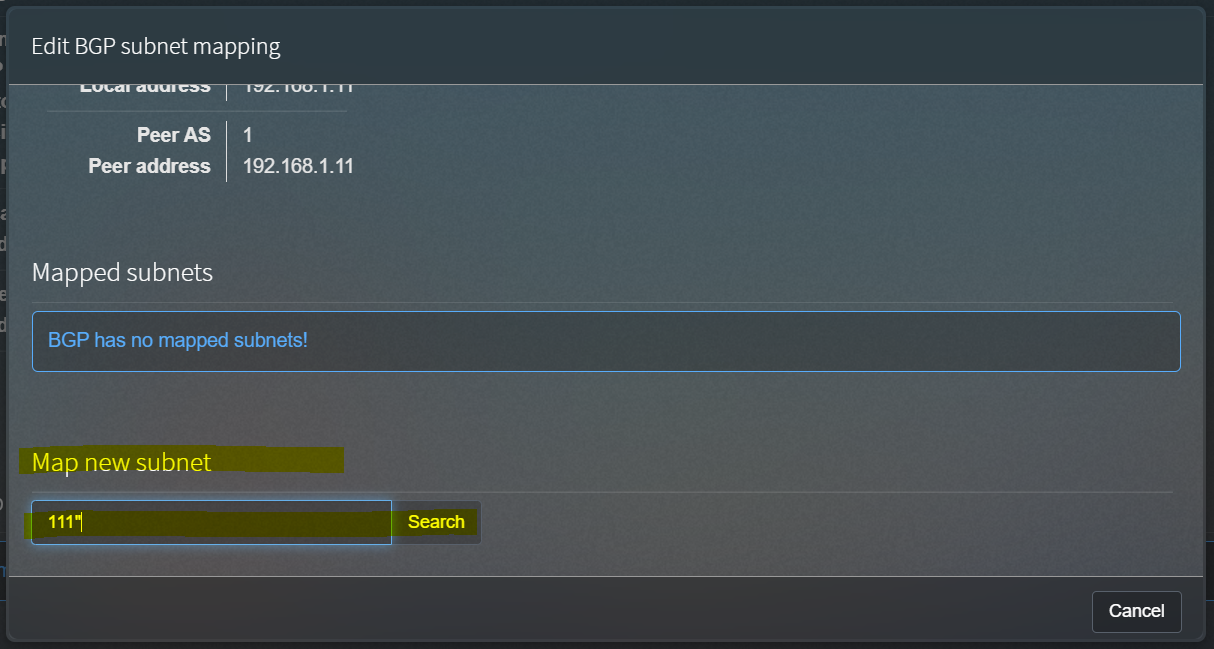 Edit BGP subnet mapping
Local address 192.168.1.11
Peer AS 1
Peer address 192.168.1.11
Mapped subnets
BGP has no mapped subnets!
Map new subnet
111" Search
Cancel